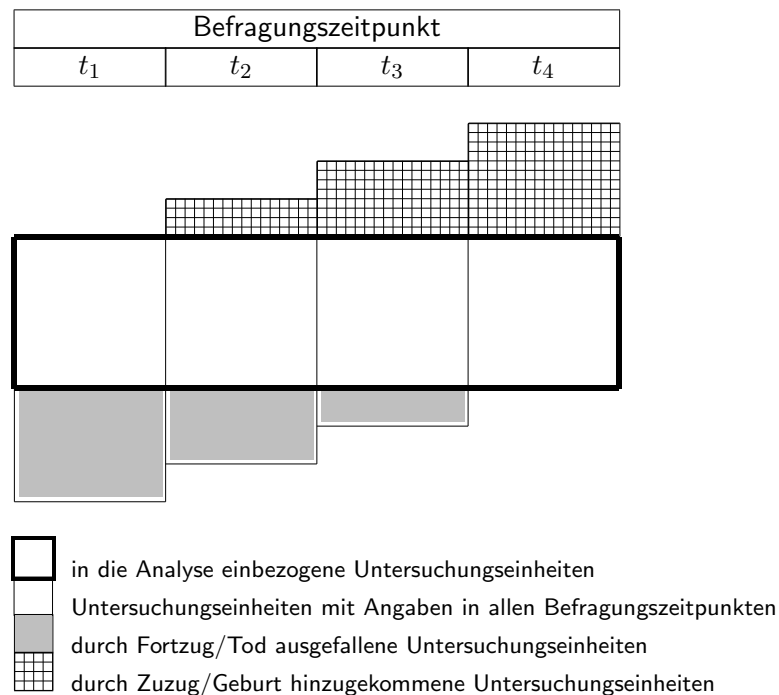 Befragungszeitpunkt
t1 t2 t3 t4
in die Analyse einbezogene Untersuchungseinheiten
Untersuchungseinheiten mit Angaben in allen Befragungszeitpunkten
durch Fortzug/Tod ausgefallene Untersuchungseinheiten
durch Zuzug/Geburt hinzugekommene Untersuchungseinheiten